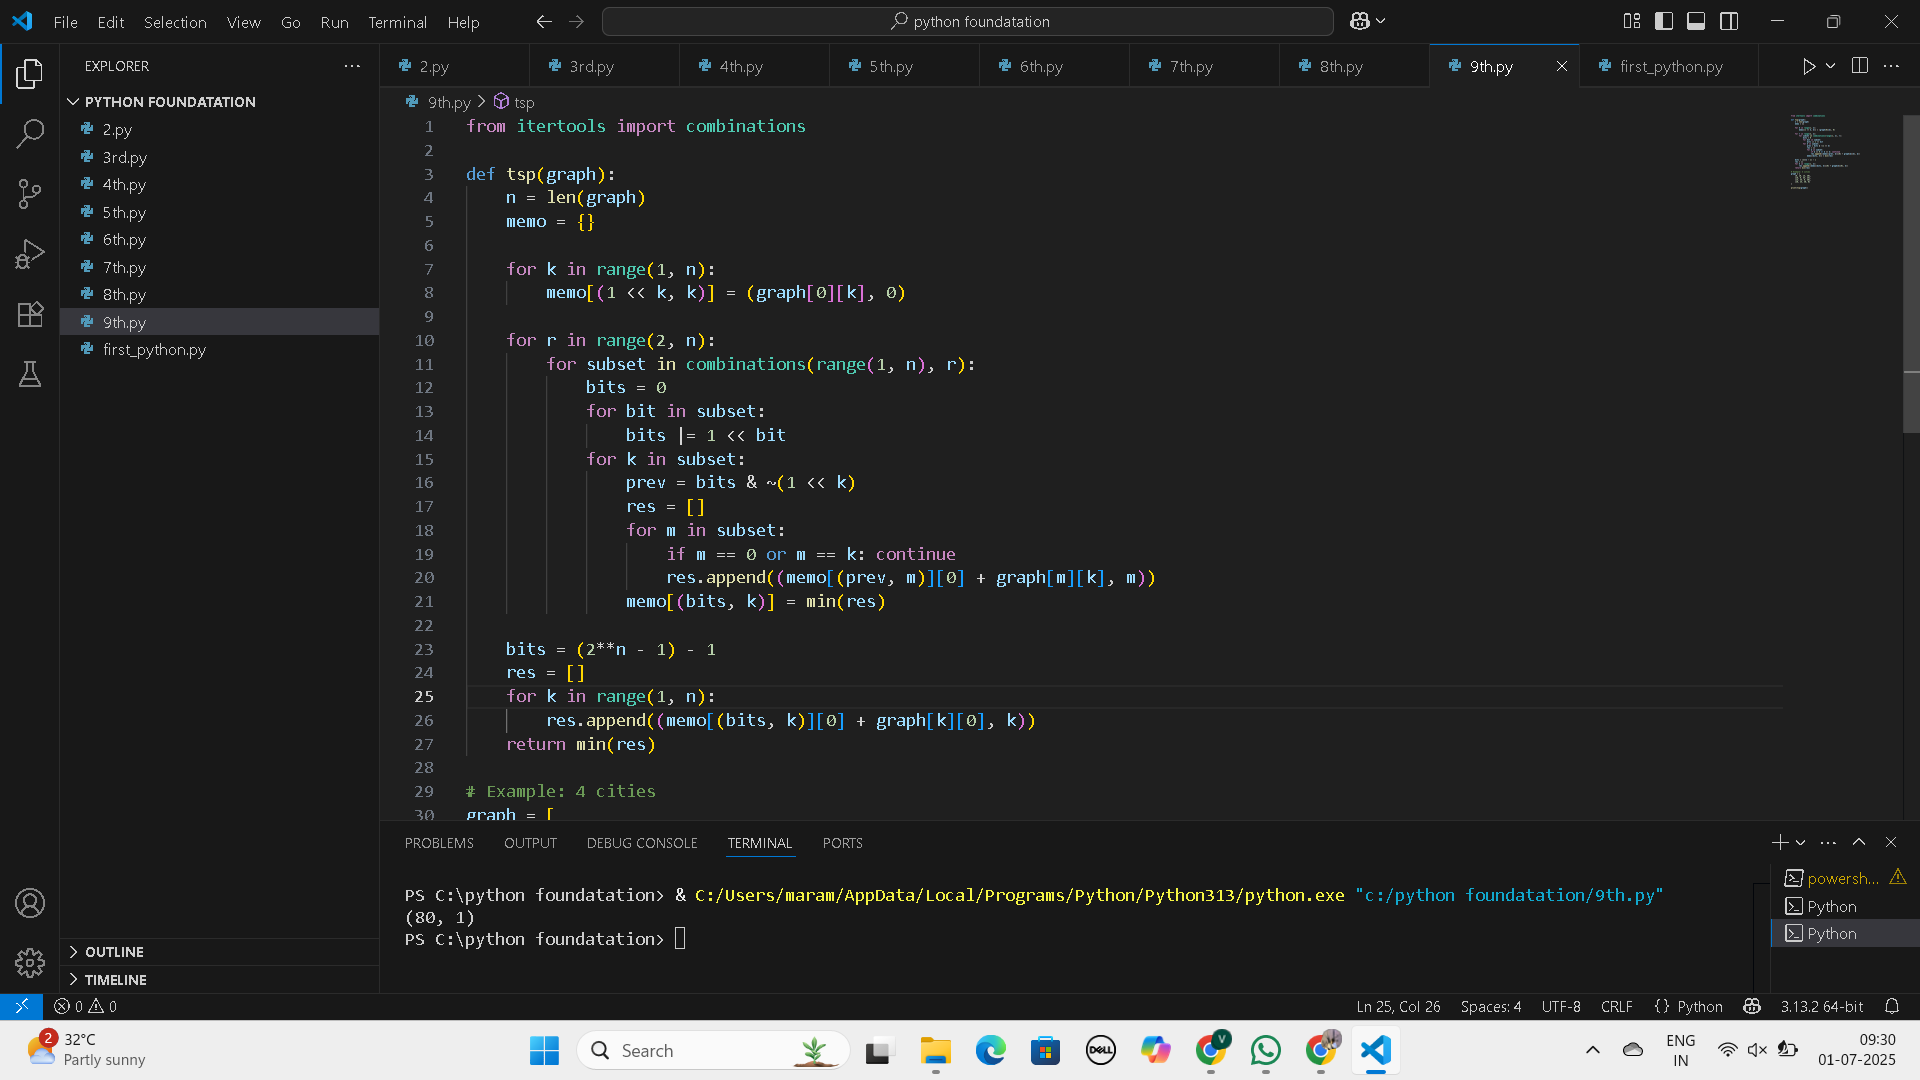 File Edit Selection View Go Run Terminal Help
python foundatation
EXPLORER
PYTHON FOUNDATATION
2.py
3rd.py
4th.py
5th.py
6th.py
7th.py
8th.py
9th.py
first_python.py
OUTLINE
TIMELINE
2.py 3rd.py 4th.py 5th.py 6th.py 7th.py 8th.py 9th.py first_python.py
9th.py > tsp
1 from itertools import combinations
2
3 def tsp(graph):
4 n = len(graph)
5 memo = {}
6
7 for k in range(1, n):
8 memo[(1 << k, k)] = (graph[0][k], 0)
9
10 for r in range(2, n):
11 for subset in combinations(range(1, n), r):
12 bits = 0
13 for bit in subset:
14 bits |= 1 << bit
15 for k in subset:
16 prev = bits & ~(1 << k)
17 res = []
18 for m in subset:
19 if m == 0 or m == k: continue
20 res.append((memo[(prev, m)][0] + graph[m][k], m))
21 memo[(bits, k)] = min(res)
22
23 bits = (2**n - 1) - 1
24 res = []
25 for k in range(1, n):
26 res.append((memo[(bits, k)][0] + graph[k][0], k))
27 return min(res)
28
29 # Example: 4 cities
30 graph = [
PROBLEMS OUTPUT DEBUG CONSOLE TERMINAL PORTS
PS C:\python foundatation> & C:/Users/maram/AppData/Local/Programs/Python/Python313/python.exe "c:/python foundatation/9th.py"
(80, 1)
PS C:\python foundatation>
powersh...
Python
Python
0 0
Ln 25, Col 26 Spaces: 4 UTF-8 CRLF {} Python 3.13.2 64-bit
2
32°C
Partly sunny
Search
DELL
V
ENG
IN
09:30
01-07-2025